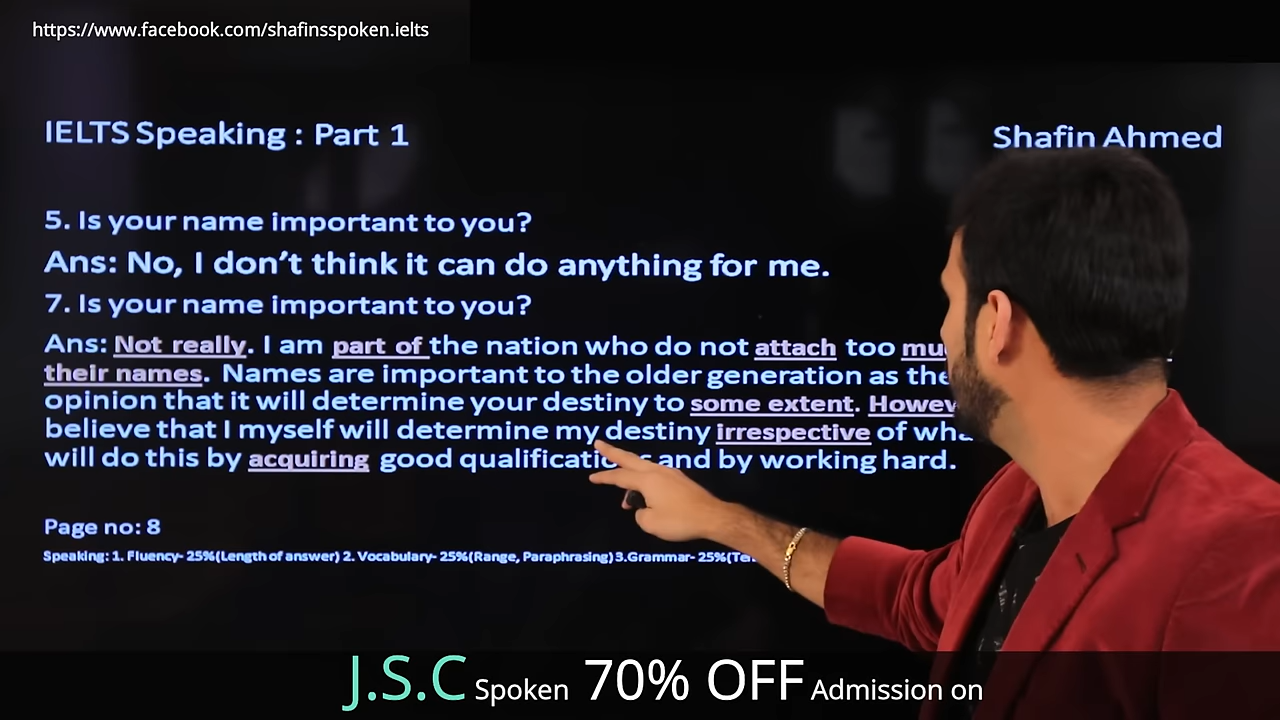 https://www.facebook.com/shafinsspoken.ielts
IELTS Speaking : Part 1
Shafin Ahmed
5. Is your name important to you?
Ans: No, I don't think it can do anything for me.
7. Is your name important to you?
Ans: Not really. I am part of the nation who do not attach too
their names. Names are important to the older generation as
opinion that it will determine your destiny to some extent.
believe that I myself will determine my destiny irrespective of
will do this by acquiring good and by working hard.
Page no: 8
Speaking: 1. Fluency- 25%(Length of answer) 2. Vocabulary- 25%(Range, Paraphrasing) 3.Grammar- 25%
J.S.C Spoken 70% OFF Admission on